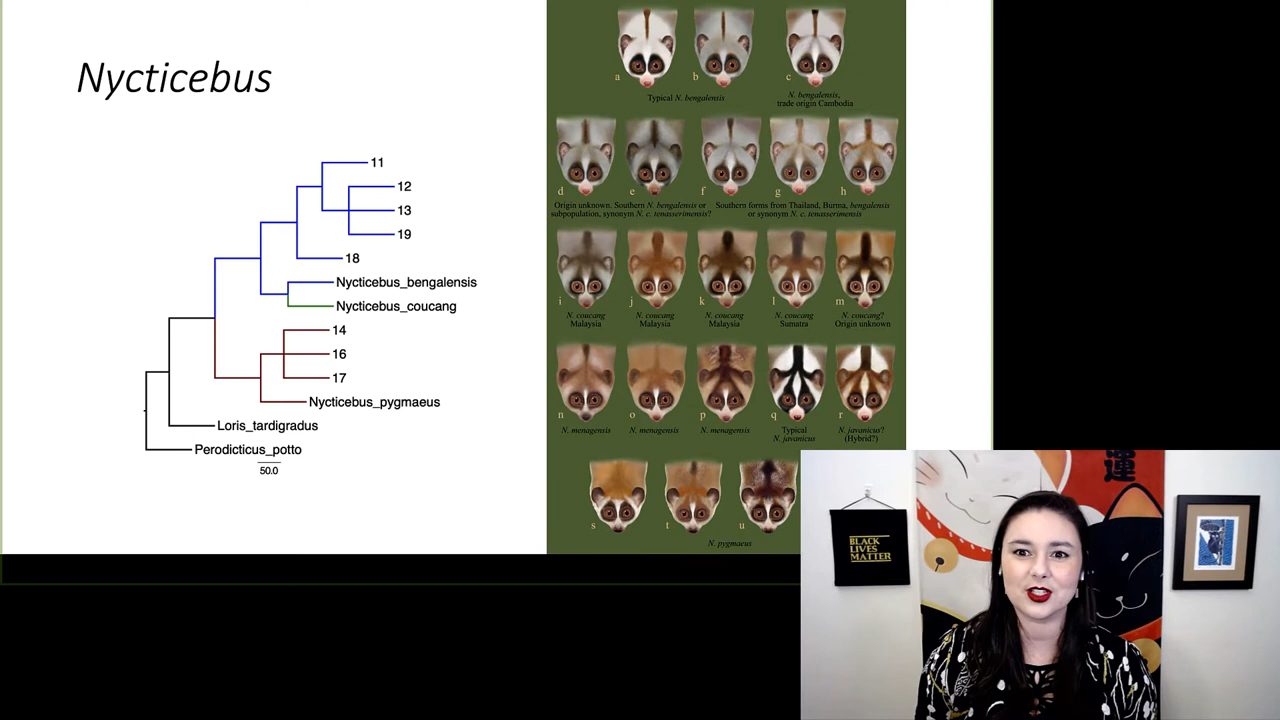 Nycticebus
11
12
13
19
18
Nycticebus_bengalensis
Nycticebus_coucang
14
16
17
Nycticebus_pygmaeus
Loris_tardigradus
Perodicticus_potto
50.0
a
b
c
Typical N. bengalensis
N. bengalensis,
trade origin Cambodia
d
e
f
g
h
Origin unknown. Southern N. bengalensis or
subpopulation, synonym N. c. tenasserimensis?
Southern forms from Thailand, Burma, bengalensis
or synonym N. c. tenasserimensis
i
j
k
l
m
N. coucang
Malaysia
N. coucang
Malaysia
N. coucang
Malaysia
N. coucang
Sumatra
N. coucang?
Origin unknown
n
o
p
q
r
N. menagensis
N. menagensis
N. menagensis
Typical
N. javanicus
N. javanicus?
(Hybrid?)
s
t
u
N. pygmaeus
運
BLACK
LIVES
MATTER